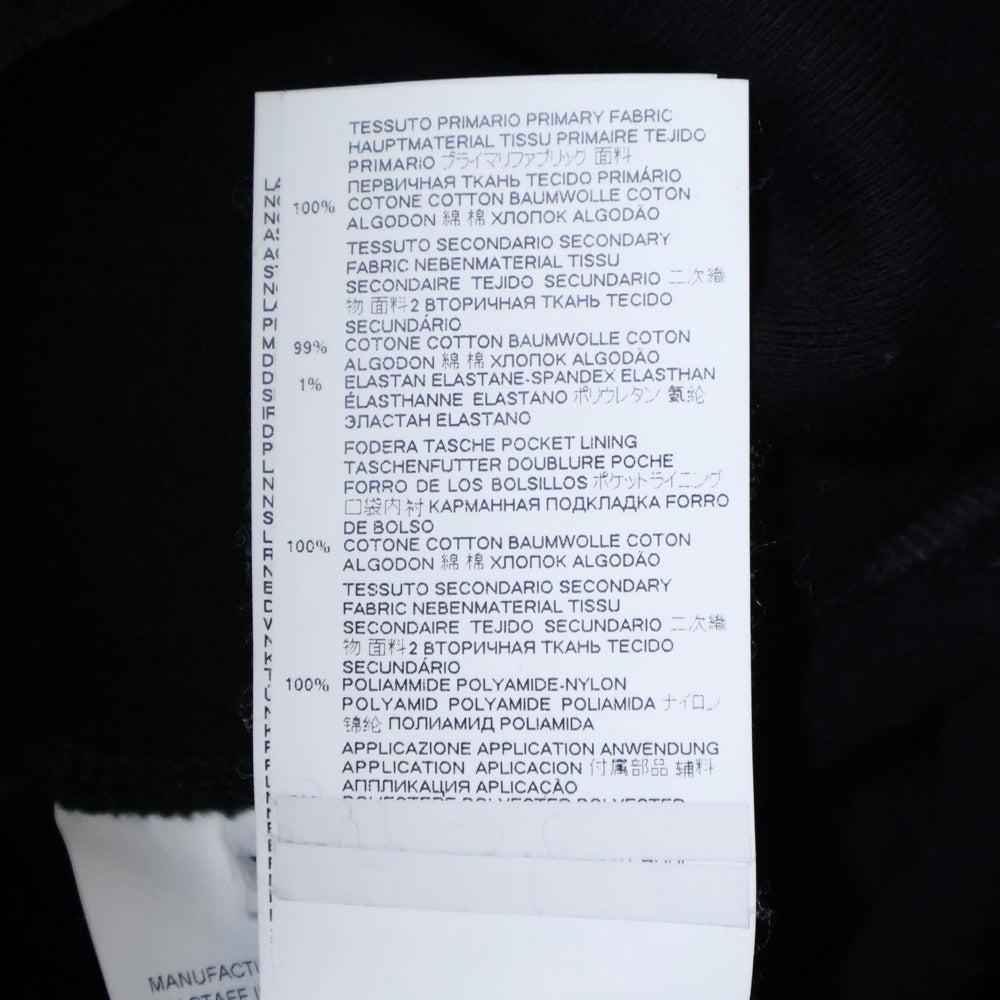 TESSUTO PRIMARIO PRIMARY FABRIC
HAUPTMATERIAL TISSU PRIMAIRE TEJIDO
PRIMARiO プライマリファブリック 面料
ПЕРВИЧНАЯ ТКАНЬ TECIDO PRIMÁRIO
100% COTONE COTTON BAUMWOLLE COTON
ALGODON 綿 棉 ХЛОПОК ALGODÃO
TESSUTO SECONDARIO SECONDARY
FABRIC NEBENMATERIAL TISSU
SECONDAIRE TEJIDO SECUNDARIO 二次織
物 面料2 ВТОРИЧНАЯ ТКАНЬ TECIDO
SECUNDÁRIO
99% COTONE COTTON BAUMWOLLE COTON
ALGODON 綿 棉 ХЛОПОК ALGODÃO
1% ELASTAN ELASTANE-SPANDEX ELASTHAN
ÉLASTHANNE ELASTANO ポリウレタン 氨纶
ЭЛАСТАН ELASTANO
FODERA TASCHE POCKET LiNING
TASCHENFUTTER DOUBLURE POCHE
FORRO DE LOS BOLSILLOS ポケットライニング
口袋内衬 КАРМАННАЯ ПОДКЛАДКА FORRO
DE BOLSO
100% COTONE COTTON BAUMWOLLE COTON
ALGODON 綿 棉 ХЛОПОК ALGODÃO
TESSUTO SECONDARIO SECONDARY
FABRIC NEBENMATERIAL TISSU
SECONDAIRE TEJIDO SECUNDARIO 二次織
物 面料2 ВТОРИЧНАЯ ТКАНЬ TECIDO
SECUNDÁRIO
100% POLIAMMiDE POLYAMIDE-NYLON
POLYAMID POLYAMIDE POLIAMIDA ナイロン
锦纶 ПОЛИАМИД POLIAMIDA
APPLICAZIONE APPLICATION ANWENDUNG
APPLICATION APLICACION 付属部品 辅料
АППЛИКАЦИЯ APLICAÇÃO
POLIESTERE POLYESTER POLYESTER
MANUFACTU